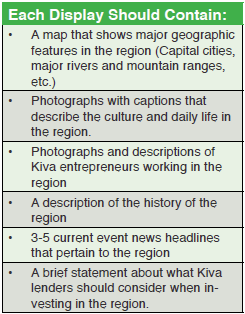 Each Display Should Contain:
• A map that shows major geographic
features in the region (Capital cities,
major rivers and mountain ranges,
etc.)
• Photographs with captions that
describe the culture and daily life in
the region.
• Photographs and descriptions of
Kiva entrepreneurs working in the
region
• A description of the history of the
region
• 3-5 current event news headlines
that pertain to the region
• A brief statement about what Kiva
lenders should consider when in-
vesting in the region.